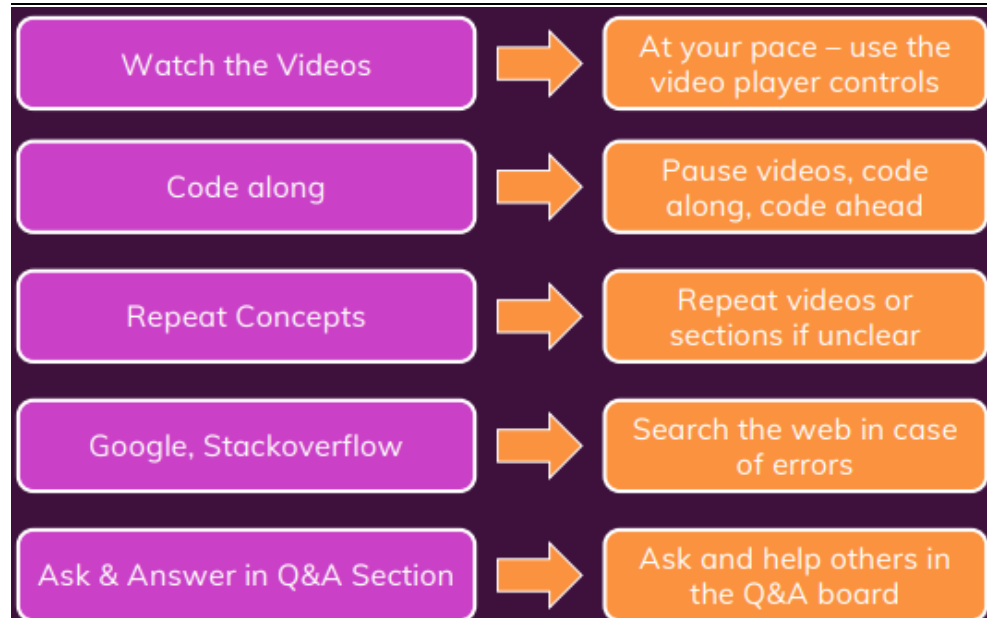 Watch the Videos
At your pace – use the
video player controls
Code along
Pause videos, code
along, code ahead
Repeat Concepts
Repeat videos or
sections if unclear
Google, Stackoverflow
Search the web in case
of errors
Ask & Answer in Q&A Section
Ask and help others in
the Q&A board